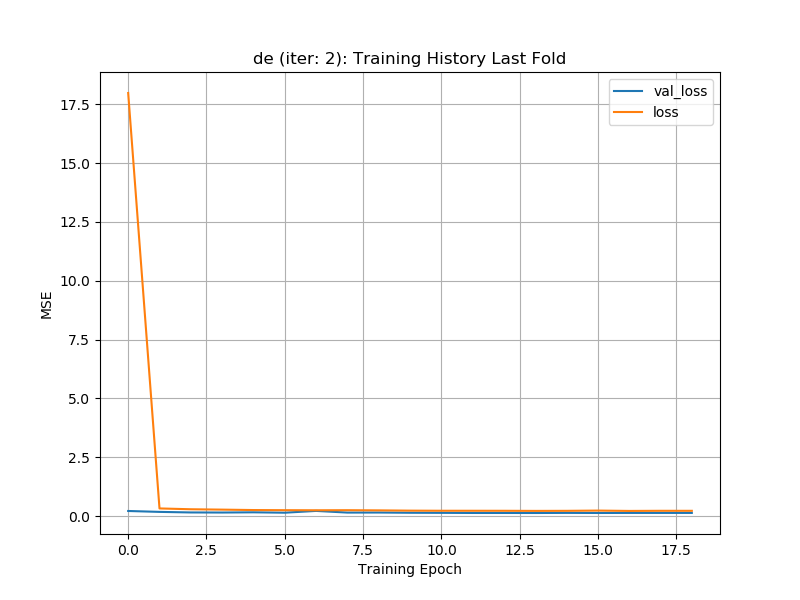 de (iter: 2): Training History Last Fold
val_loss
loss
17.5
15.0
12.5
10.0
7.5
5.0
2.5
0.0
MSE
0.0 2.5 5.0 7.5 10.0 12.5 15.0 17.5
Training Epoch